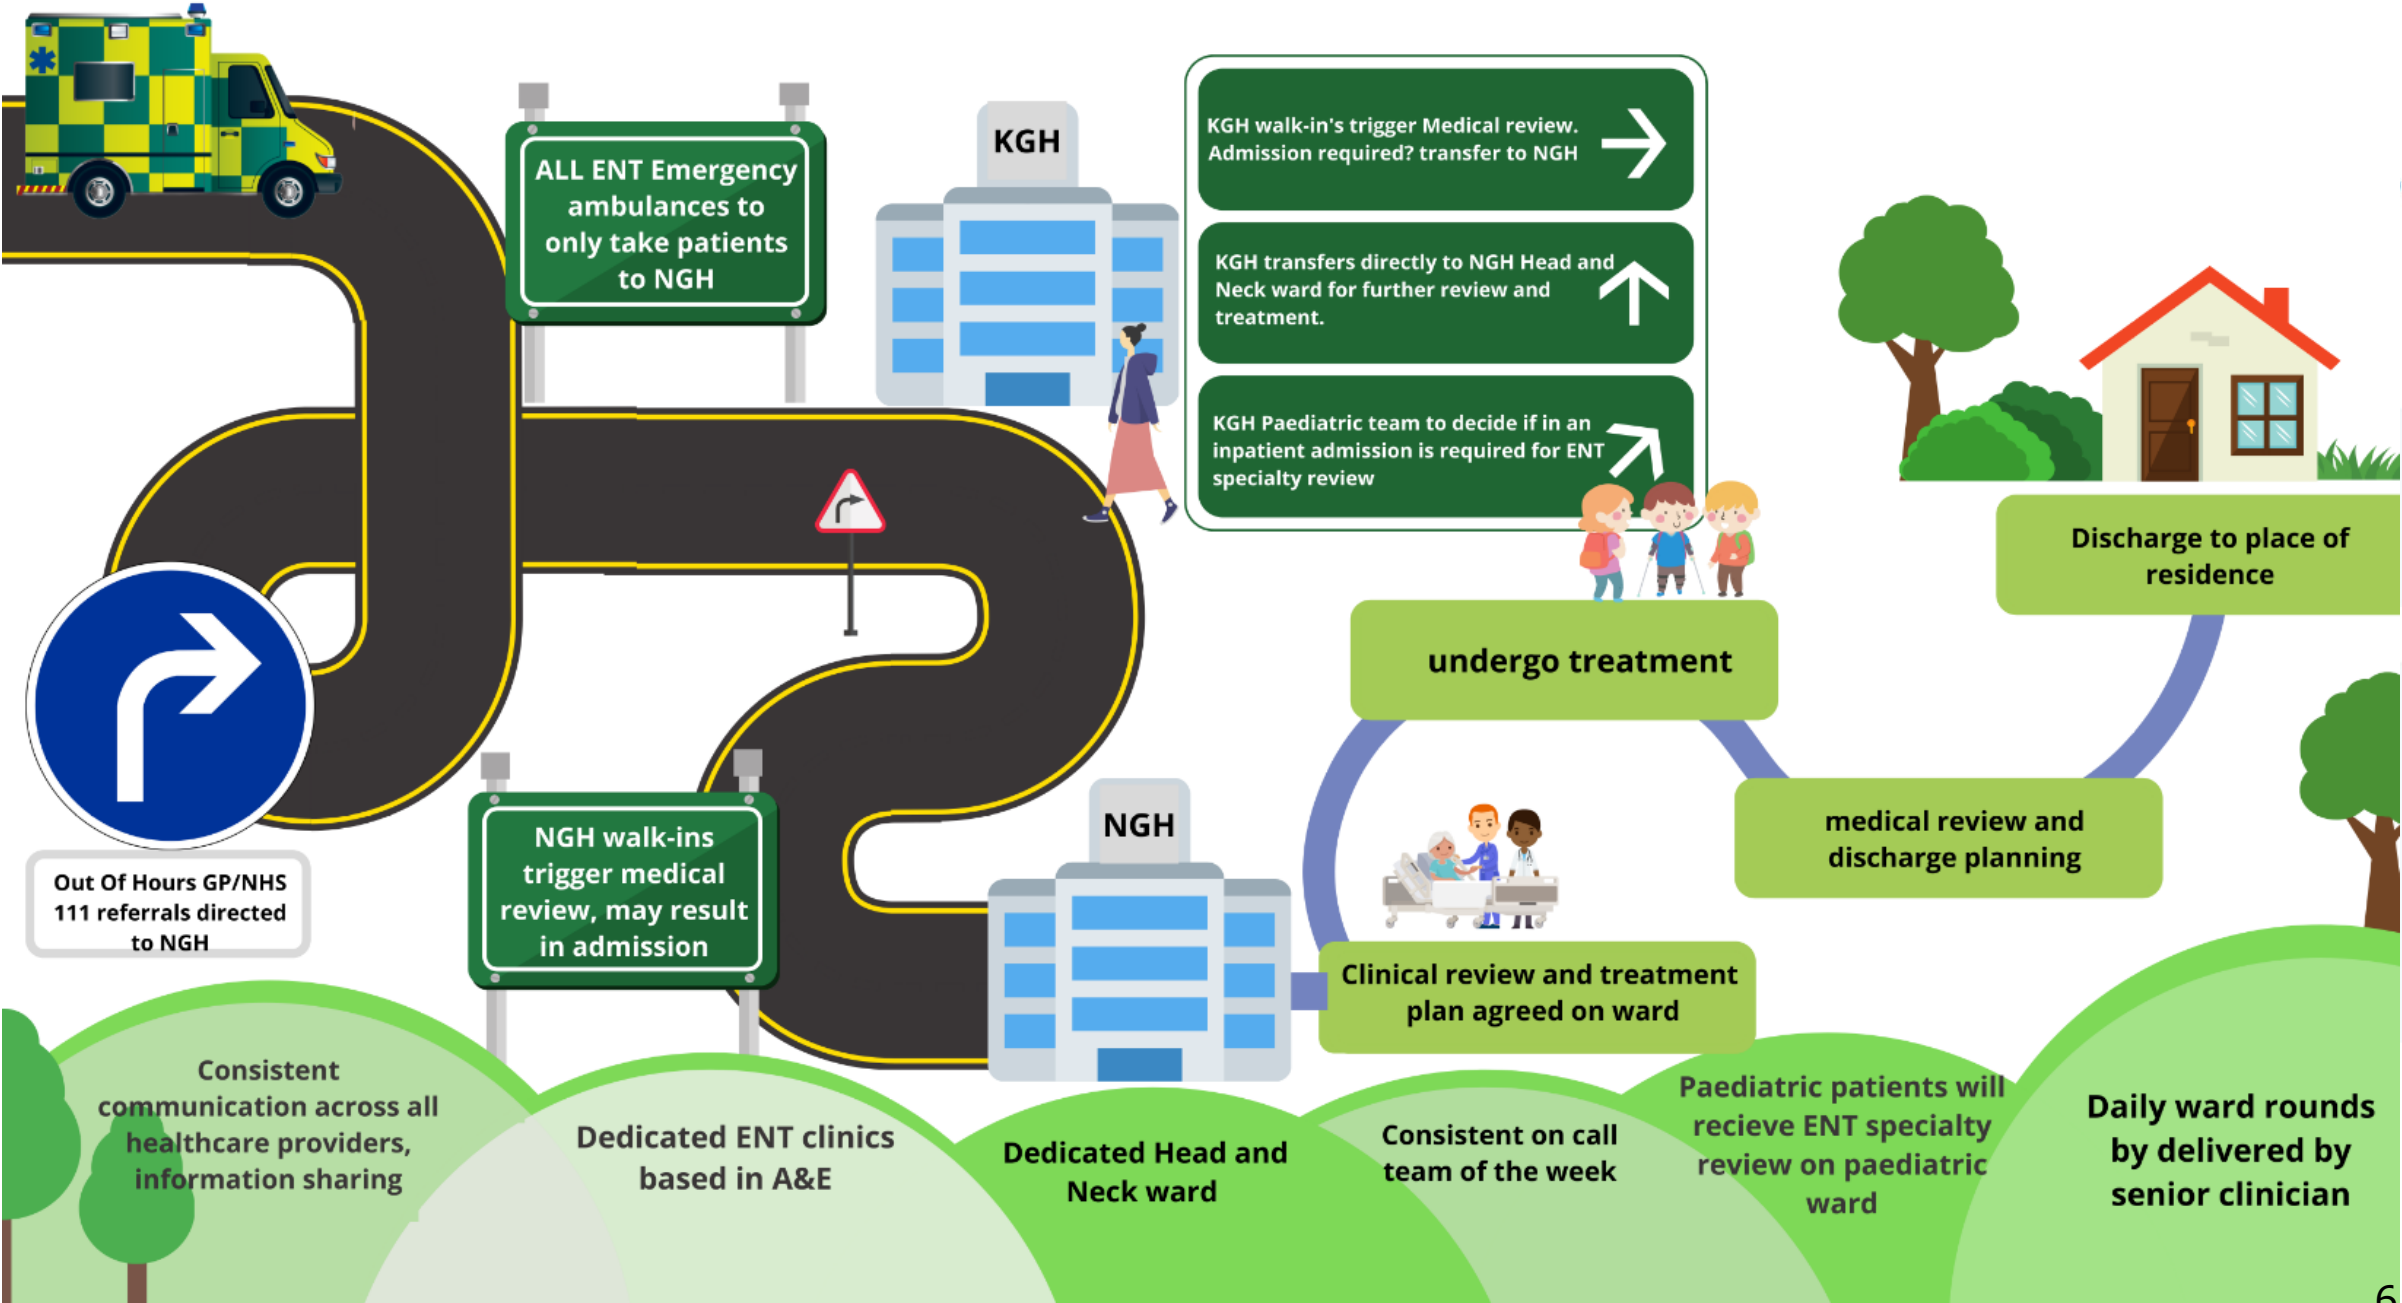 ALL ENT Emergency
ambulances to
only take patients
to NGH
KGH
KGH walk-in's trigger Medical review.
Admission required? transfer to NGH
KGH transfers directly to NGH Head and
Neck ward for further review and
treatment.
KGH Paediatric team to decide if in an
inpatient admission is required for ENT
specialty review
Out Of Hours GP/NHS
111 referrals directed
to NGH
NGH walk-ins
trigger medical
review, may result
in admission
NGH
Clinical review and treatment
plan agreed on ward
undergo treatment
medical review and
discharge planning
Discharge to place of
residence
Consistent
communication across all
healthcare providers,
information sharing
Dedicated ENT clinics
based in A&E
Dedicated Head and
Neck ward
Consistent on call
team of the week
Paediatric patients will
recieve ENT specialty
review on paediatric
ward
Daily ward rounds
by delivered by
senior clinician
6